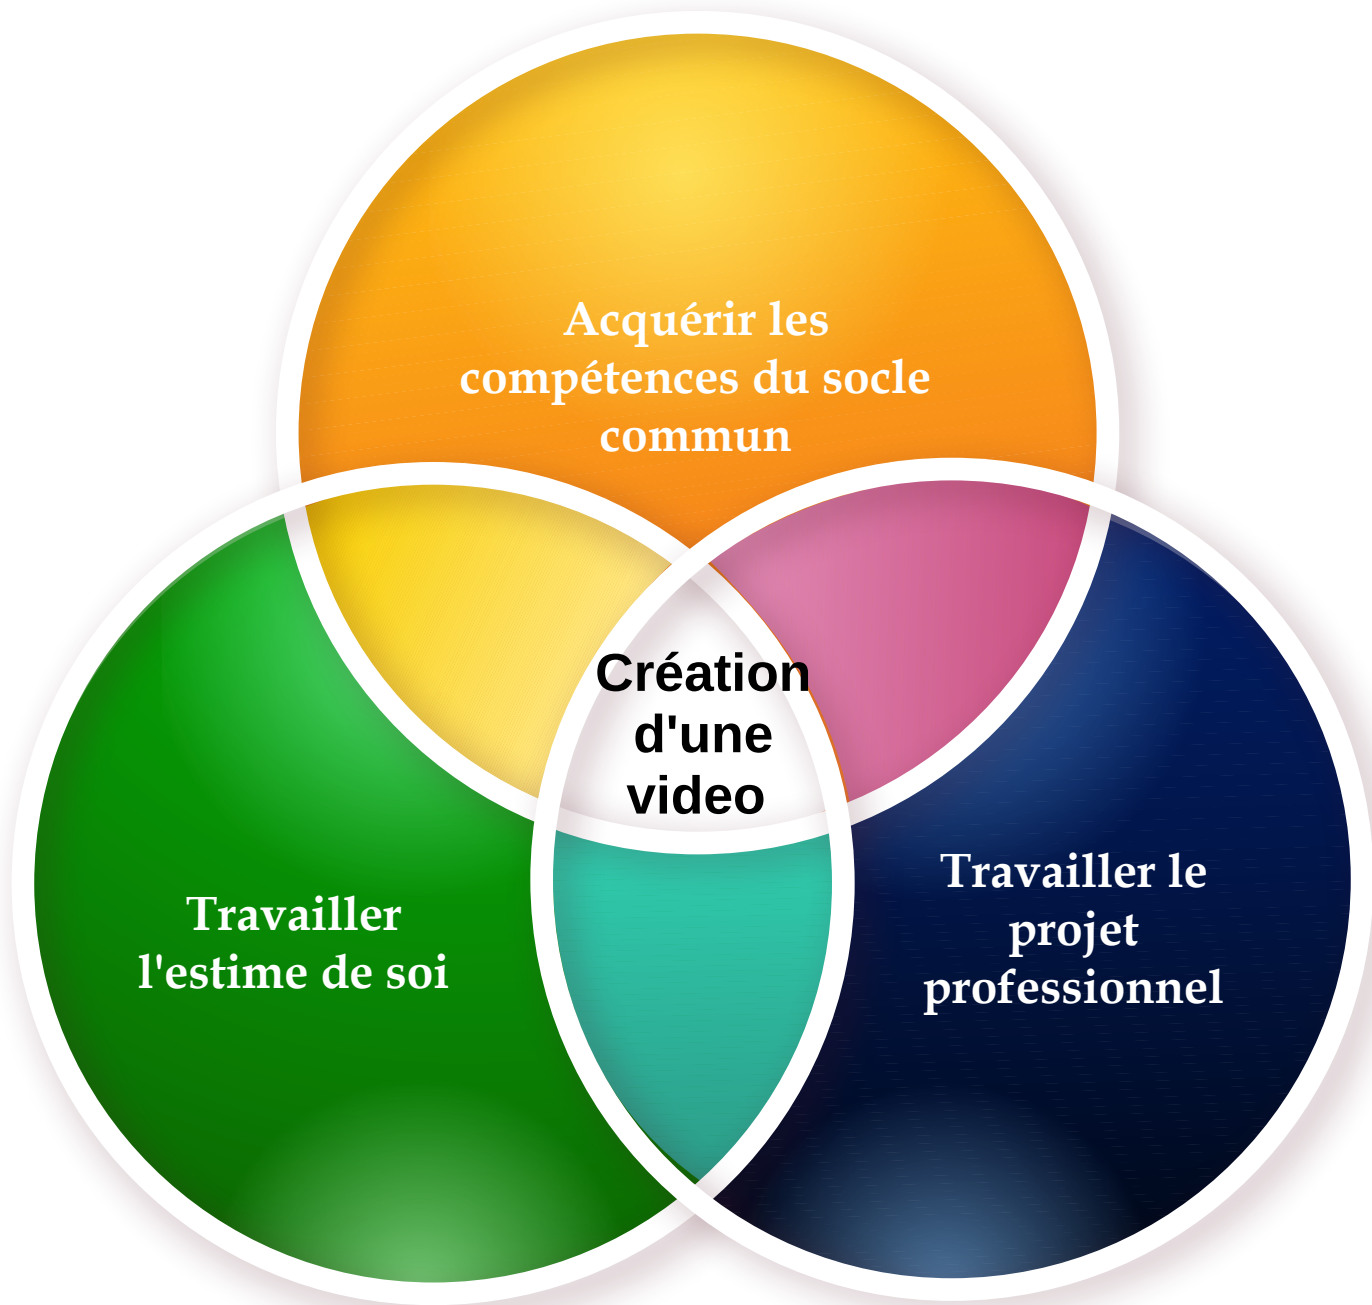 Acquérir les
compétences du socle
commun
Création
d'une
video
Travailler
l'estime de soi
Travailler le
projet
professionnel